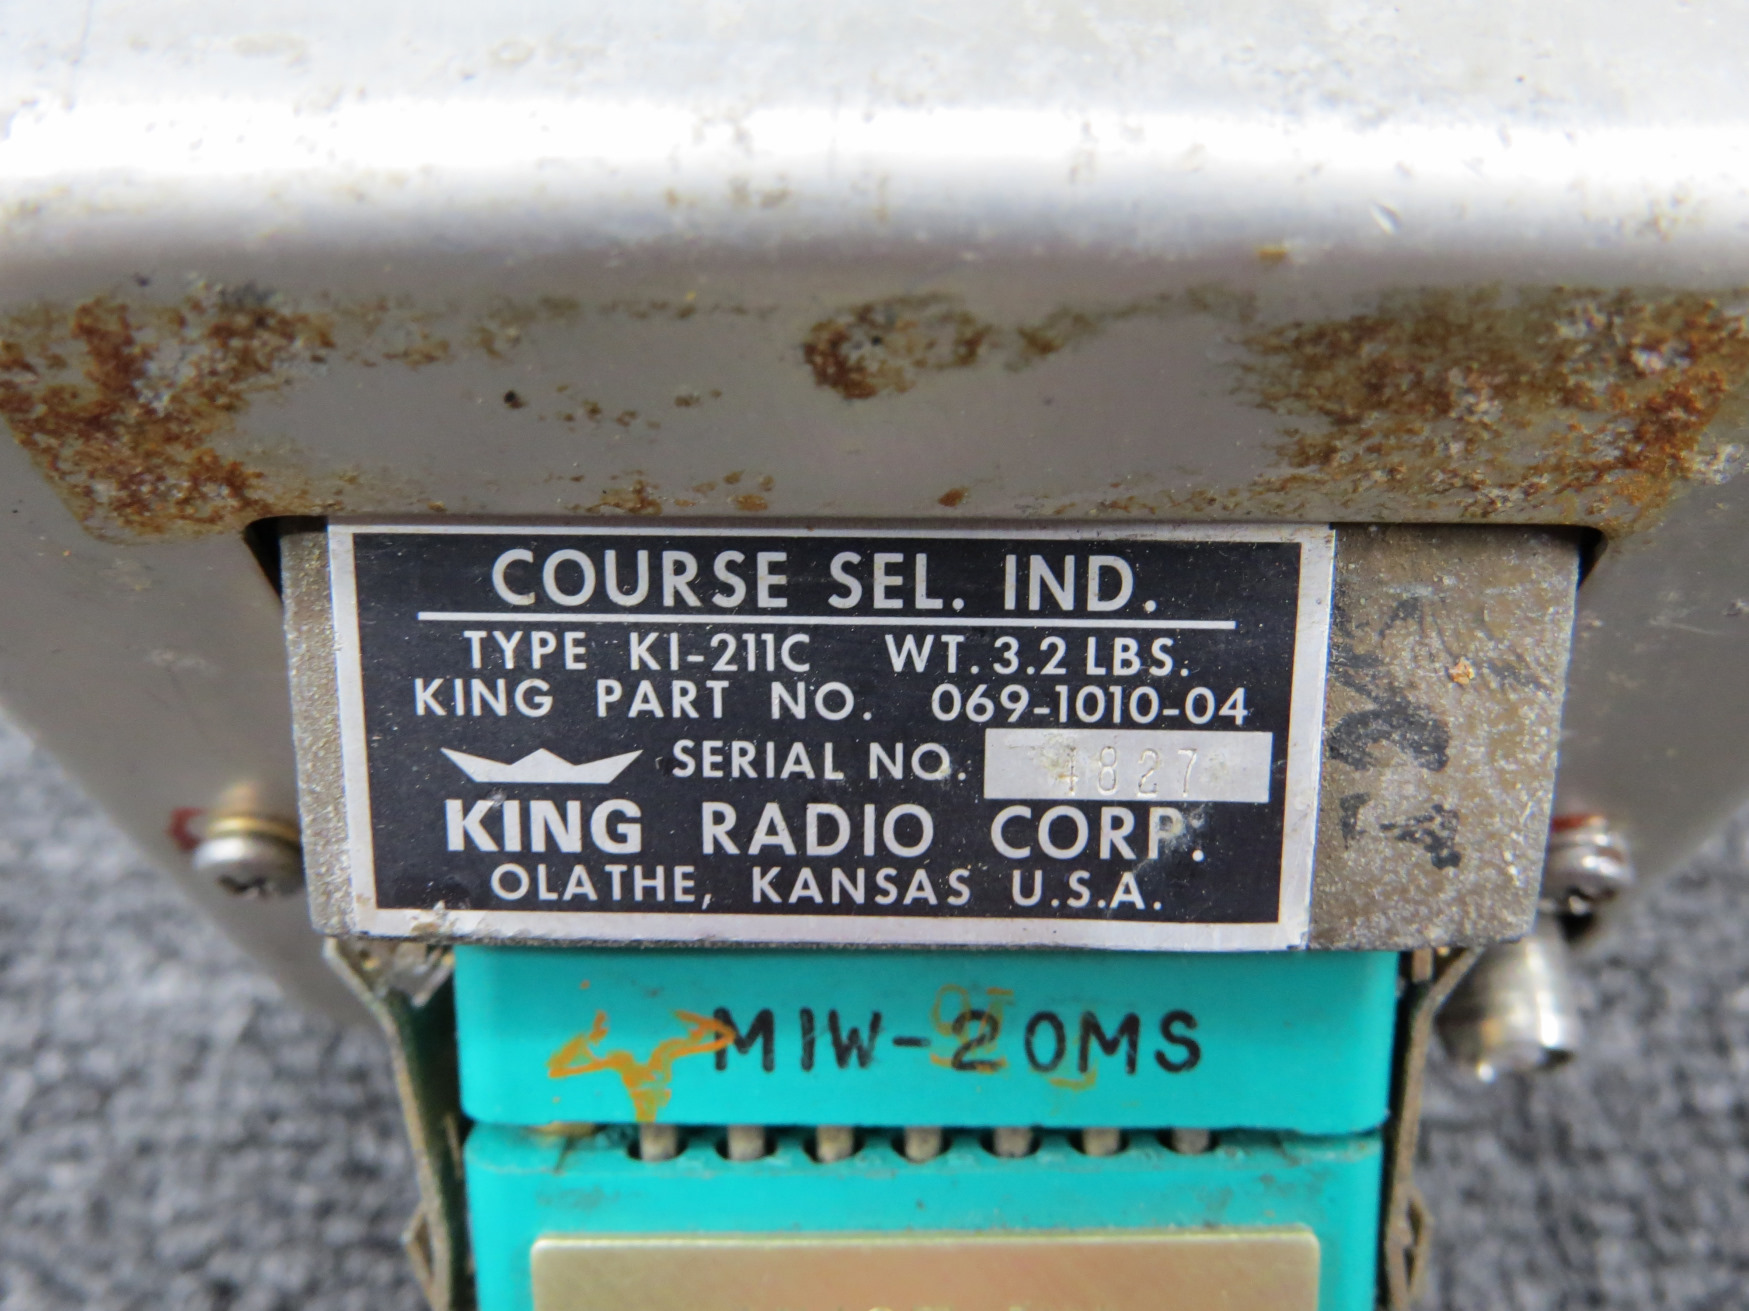 COURSE SEL. IND.
TYPE KI-211C WT. 3.2 LBS.
KING PART NO. 069-1010-04
SERIAL NO. 4827
KING RADIO CORP.
OLATHE, KANSAS U.S.A.
MIW-20MS